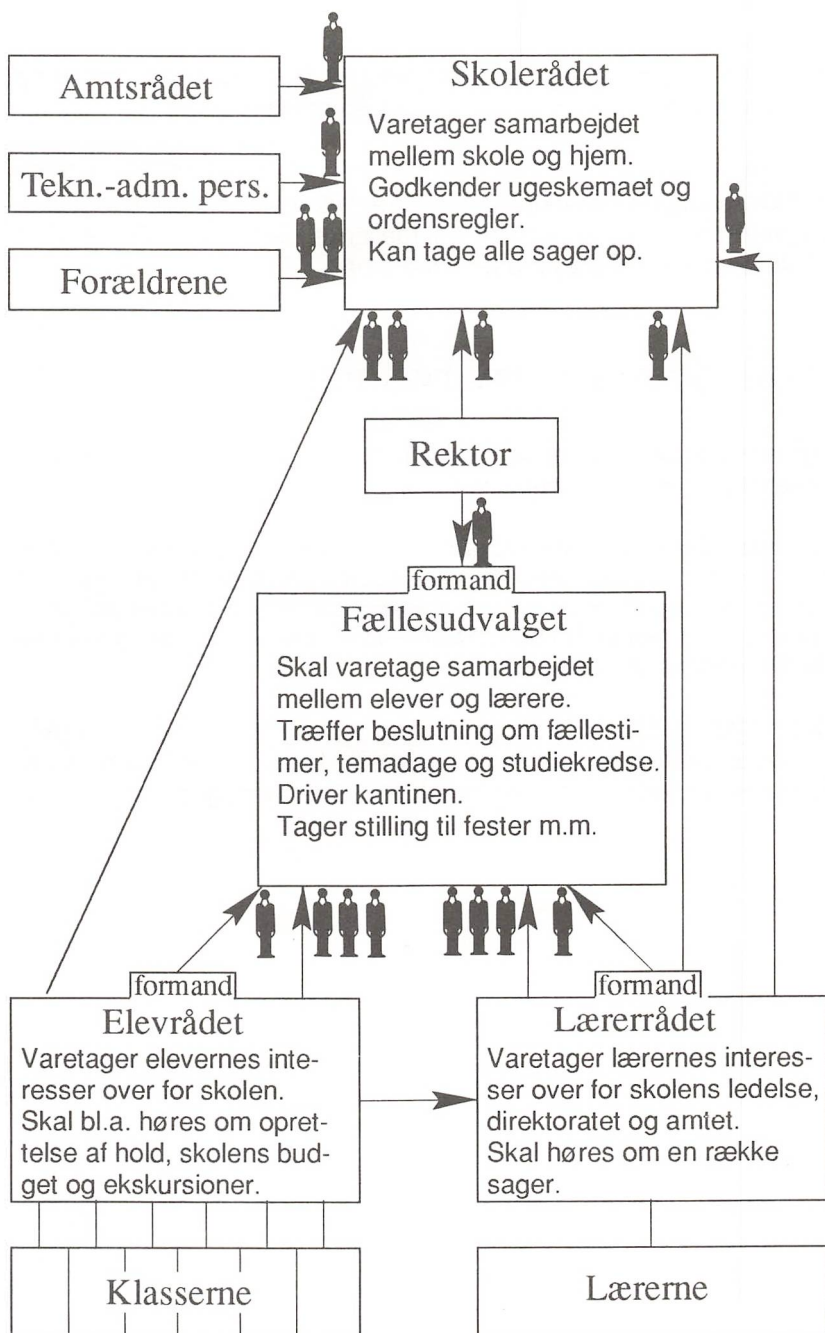 Amtsrådet
Tekn.-adm. pers.
Forældrene
Skolerådet
Varetager samarbejdet
mellem skole og hjem.
Godkender ugeskemaet og
ordensregler.
Kan tage alle sager op.
Rektor
formand
Fællesudvalget
Skal varetage samarbejdet
mellem elever og lærere.
Træffer beslutning om fællesti-
mer, temadage og studiekredse.
Driver kantinen.
Tager stilling til fester m.m.
formand
Elevrådet
Varetager elevernes inte-
resser over for skolen.
Skal bl.a. høres om opret-
telse af hold, skolens bud-
get og ekskursioner.
formand
Lærerrådet
Varetager lærernes interes-
ser over for skolens ledelse,
direktoratet og amtet.
Skal høres om en række
sager.
Klasserne
Lærerne